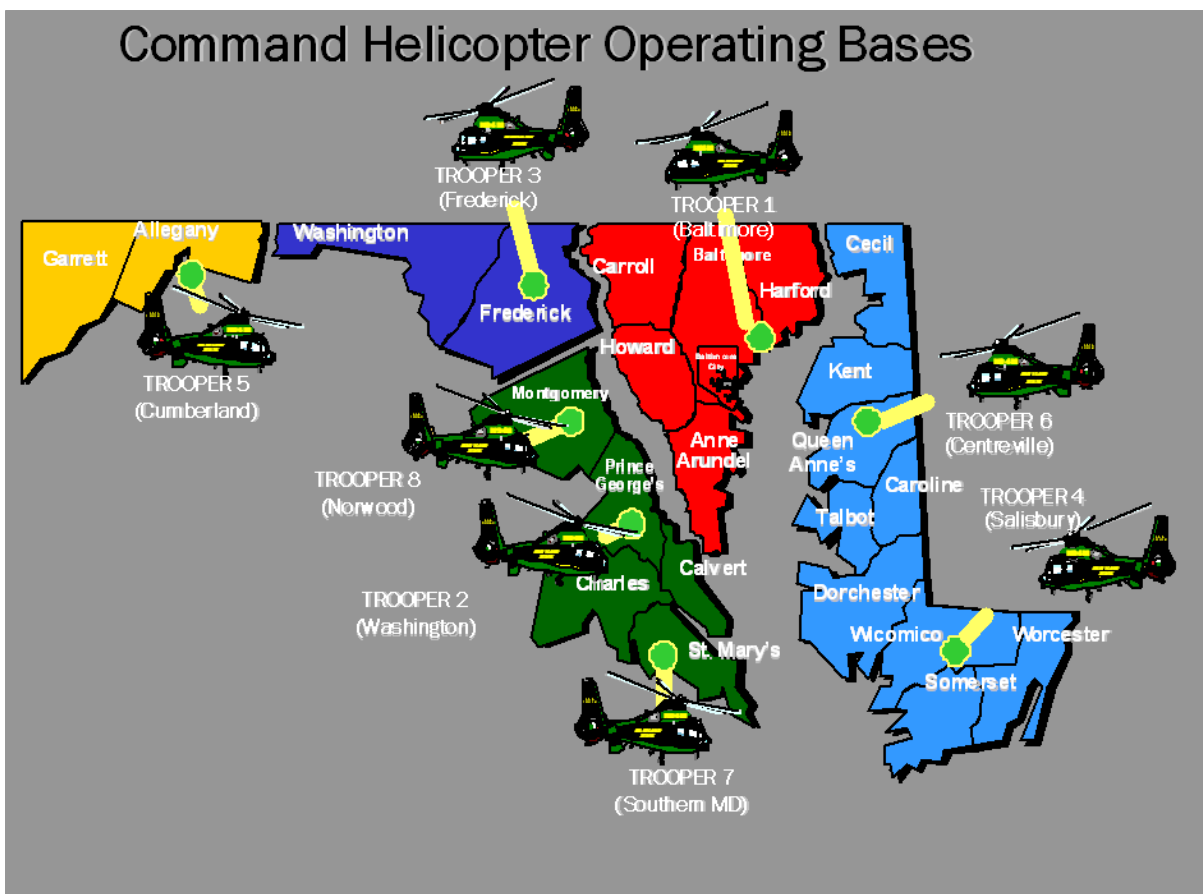 Command Helicopter Operating Bases
TROOPER 3
(Frederick)
TROOPER 1
(Baltimore)
Garrett
Allegany
Washington
Frederick
Carroll
Baltimore
Harford
Cecil
Howard
Baltimore
City
Kent
TROOPER 5
(Cumberland)
Montgomery
TROOPER 6
(Centreville)
Anne
Arundel
Queen
Anne's
Prince
George's
TROOPER 8
(Norwood)
Caroline
TROOPER 4
(Salisbury)
Talbot
Calvert
Charles
Dorchester
TROOPER 2
(Washington)
Wicomico
Worcester
St. Mary's
Somerset
TROOPER 7
(Southern MD)